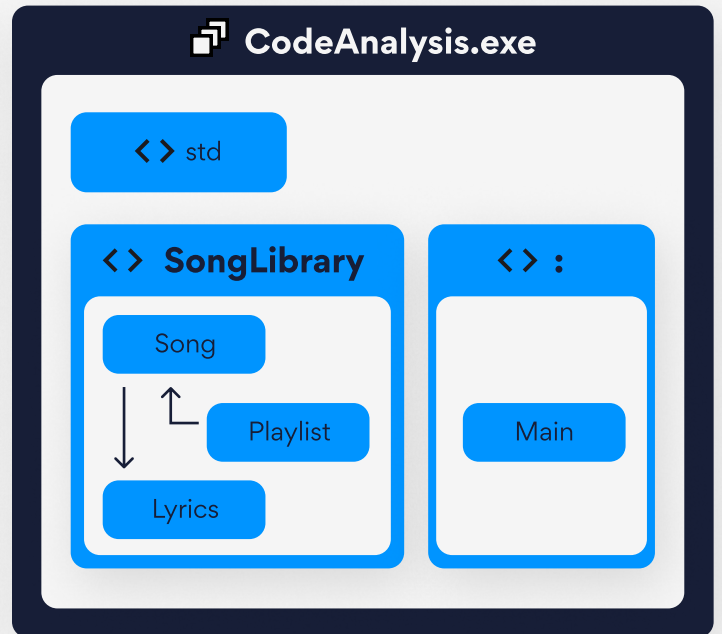 CodeAnalysis.exe
<> std
<> SongLibrary
<> :
Song
Playlist
Main
Lyrics